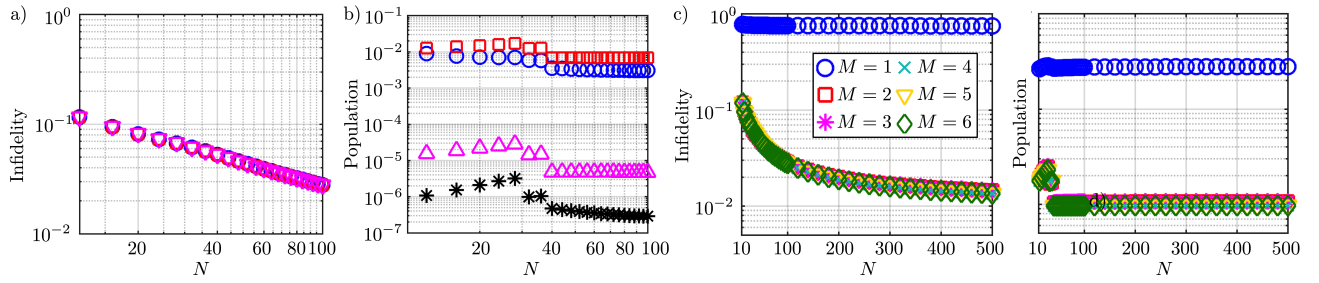 a)
10^0
10^{-1}
10^{-2}
Infidelity
20 40 60 80 100
N
b)
10^{-1}
10^{-2}
10^{-3}
10^{-4}
10^{-5}
10^{-6}
10^{-7}
Population
20 40 60 80 100
N
c)
10^0
10^{-1}
10^{-2}
Infidelity
M = 1 M = 4
M = 2 M = 5
M = 3 M = 6
10 100 200 300 400 500
N
d)
Population
10 100 200 300 400 500
N